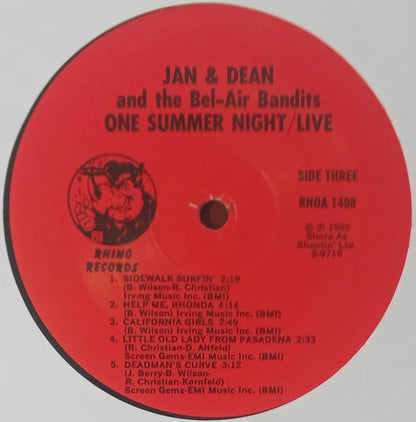 JAN & DEAN
and the Bel-Air Bandits
ONE SUMMER NIGHT/LIVE
SIDE THREE
RNDA 1498
© ℗ 1982
Shore As
Shootin' Ltd.
S-9716
RHINO
RECORDS
1. SIDEWALK SURFIN' 2:19
(B. Wilson-R. Christian)
Irving Music Inc. (BMI)
2. HELP ME, RHONDA 4:14
(B. Wilson) Irving Music Inc. (BMI)
3. CALIFORNIA GIRLS 2:49
(B. Wilson) Irving Music Inc. (BMI)
4. LITTLE OLD LADY FROM PASADENA 2:33
(R. Christian-D. Altfeld)
Screen Gems-EMI Music Inc. (BMI)
5. DEADMAN'S CURVE 3:12
(J. Berry-B. Wilson-
R. Christian-Kornfeld)
Screen Gems-EMI Music Inc. (BMI)